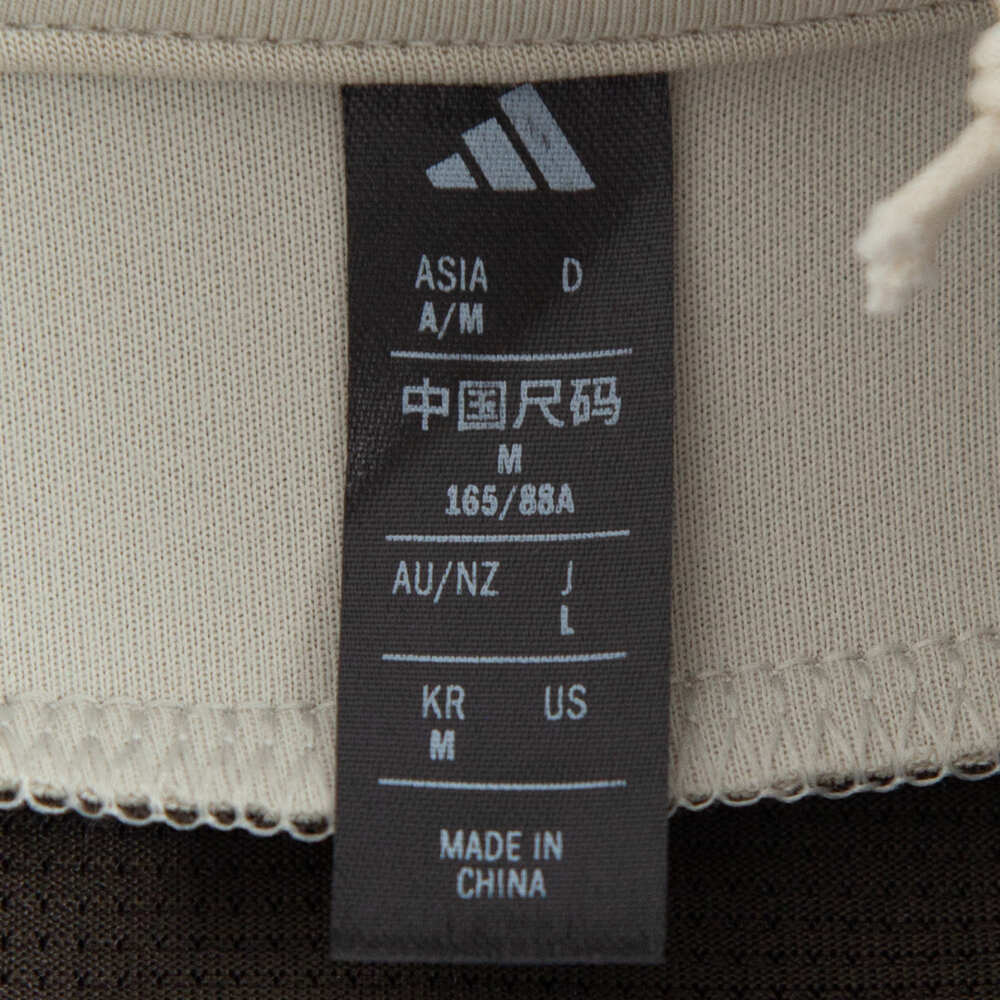 ASIA D
A/M
中国尺码
M
165/88A
AU/NZ J
L
KR US
M
MADE IN
CHINA